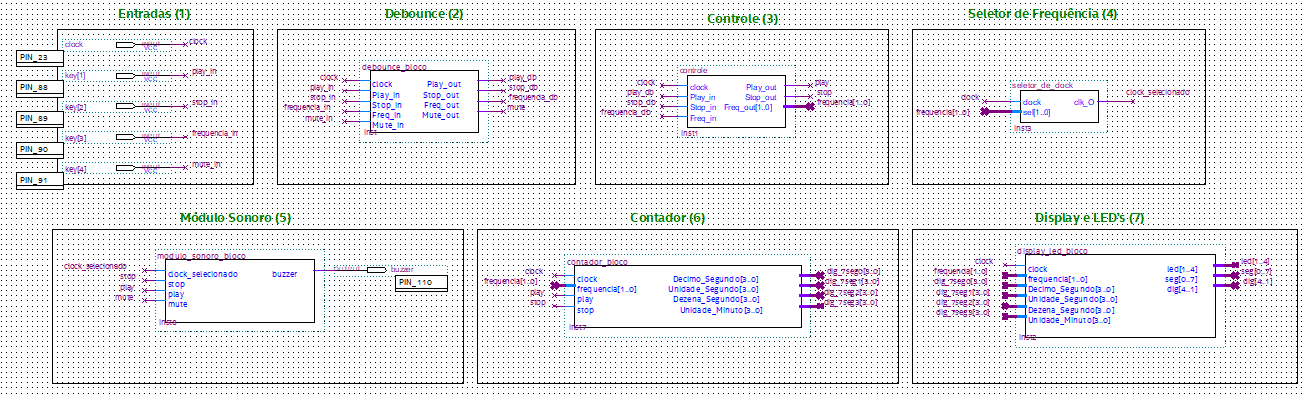 Entradas (1)
clock
clock
PIN_23
key[1]
play_in
PIN_88
key[2]
stop_in
PIN_89
key[3]
frequencia_in
PIN_90
key[4]
mute_in
PIN_91
Debounce (2)
debounce_bloco
clock
play_in
stop_in
frequencia_in
mute_in
clock
Play_in
Stop_in
Freq_in
Mute_in
Play_out
Stop_out
Freq_out
Mute_out
play_db
stop_db
frequencia_db
mute
inst
Controle (3)
controle
clock
play_db
stop_db
frequencia_db
clock
Play_in
Stop_in
Freq_in
Play_out
Stop_out
Freq_out[1..0]
play
stop
frequencia[1..0]
inst1
Seletor de Frequência (4)
seletor_de_clock
clock
frequencia[1..0]
clock
sel[1..0]
clk_O
clock_selecionado
inst3
Módulo Sonoro (5)
modulo_sonoro_bloco
clock_selecionado
stop
play
mute
clock_selecionado
stop
play
mute
buzzer
buzzer
PIN_110
Contador (6)
contador_bloco
clock
frequencia[1..0]
play
stop
clock
frequencia[1..0]
play
stop
Decimo_Segundo[3..0]
Unidade_Segundo[3..0]
Dezena_Segundo[3..0]
Unidade_Minuto[3..0]
dig_7seg0[3..0]
dig_7seg1[3..0]
dig_7seg2[3..0]
dig_7seg3[3..0]
inst7
Display e LED's (7)
display_led_bloco
clock
frequencia[1..0]
dig_7seg0[3..0]
dig_7seg1[3..0]
dig_7seg2[3..0]
dig_7seg3[3..0]
clock
frequencia[1..0]
Decimo_Segundo[3..0]
Unidade_Segundo[3..0]
Dezena_Segundo[3..0]
Unidade_Minuto[3..0]
led[1..4]
seg[0..7]
dig[4..1]
led[1..4]
seg[0..7]
dig[4..1]
inst2